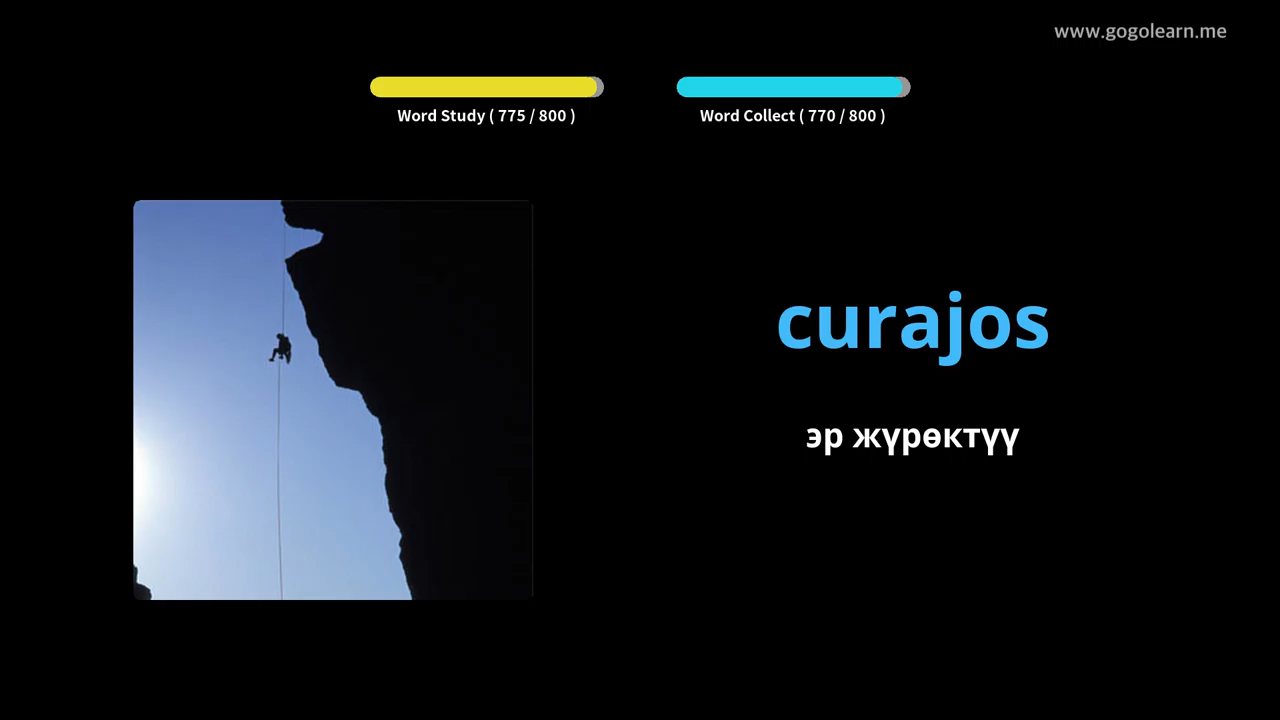 www.gogolearn.me
Word Study ( 775 / 800 )
Word Collect ( 770 / 800 )
curajos
эр жүрөктүү